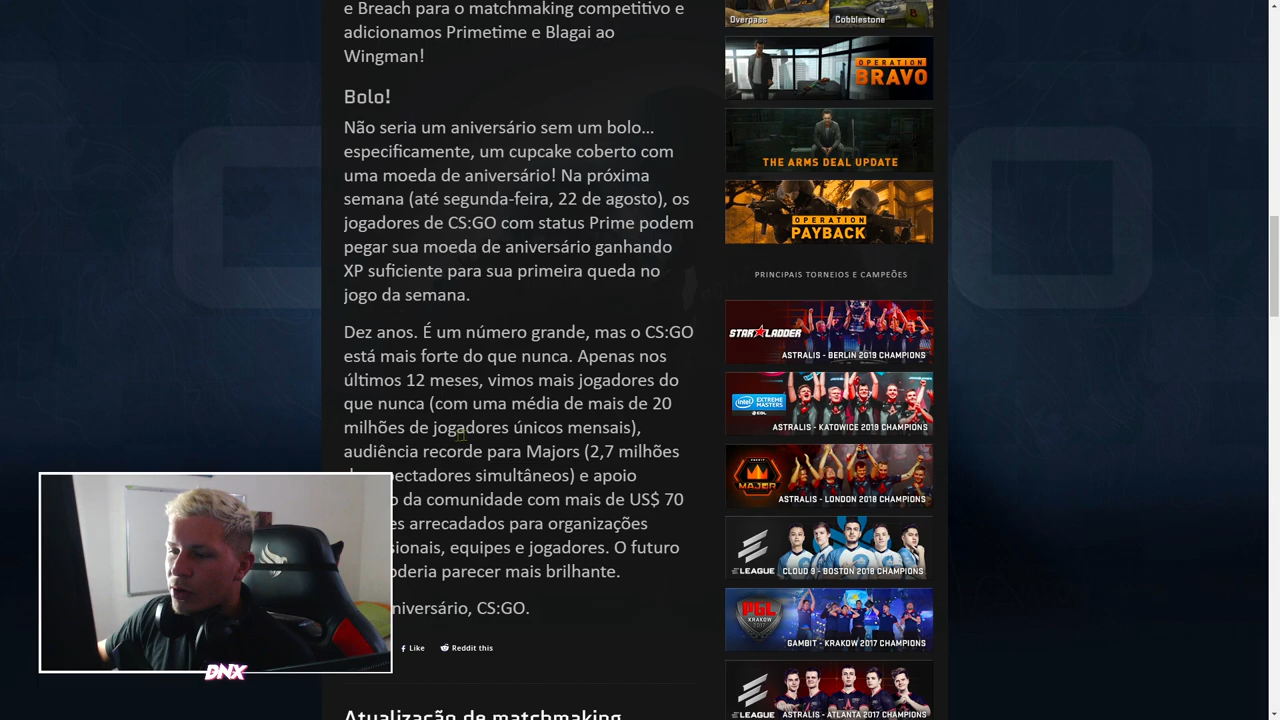 e Breach para o matchmaking competitivo e
adicionamos Primetime e Blagai ao
Wingman!
Bolo!
Não seria um aniversário sem um bolo...
especificamente, um cupcake coberto com
uma moeda de aniversário! Na próxima
semana (até segunda-feira, 22 de agosto), os
jogadores de CS:GO com status Prime podem
pegar sua moeda de aniversário ganhando
XP suficiente para sua primeira queda no
jogo da semana.
Dez anos. É um número grande, mas o CS:GO
está mais forte do que nunca. Apenas nos
últimos 12 meses, vimos mais jogadores do
que nunca (com uma média de mais de 20
milhões de jogadores únicos mensais),
audiência recorde para Majors (2,7 milhões
simultâneos) e apoio
da comunidade com mais de US$ 70
arrecadados para organizações
equipes e jogadores. O futuro
parecer mais brilhante.
CS:GO.
Like Reddit this
Atualização de matchmaking
Overpass Cobblestone
OPERATION
BRAVO
THE ARMS DEAL UPDATE
OPERATION
PAYBACK
PRINCIPAIS TORNEIOS E CAMPEÕES
STAR LADDER
ASTRALIS - BERLIN 2019 CHAMPIONS
intel EXTREME
MASTERS
ESL
ASTRALIS - KATOWICE 2019 CHAMPIONS
FACEIT
MAJOR
ASTRALIS - LONDON 2018 CHAMPIONS
ELEAGUE
CLOUD 9 - BOSTON 2018 CHAMPIONS
PGL
KRAKOW
2017
GAMBIT - KRAKOW 2017 CHAMPIONS
ELEAGUE
ASTRALIS - ATLANTA 2017 CHAMPIONS
DNX